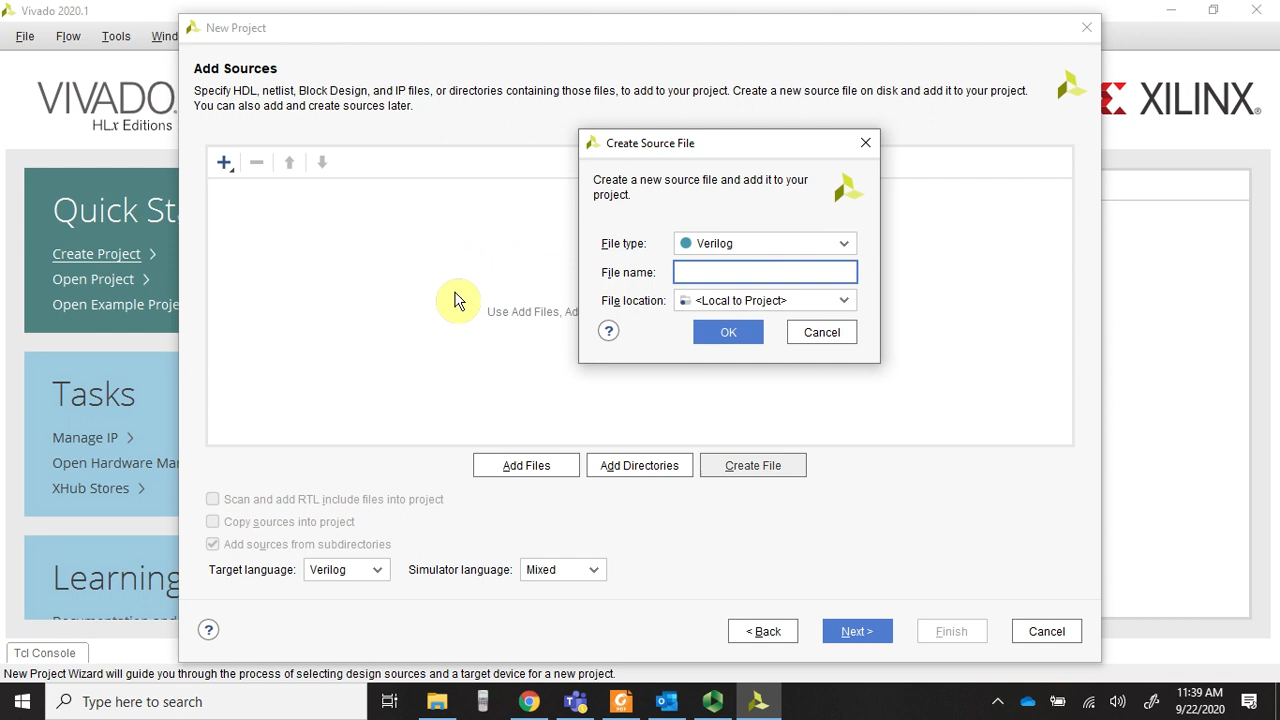 Vivado 2020.1
File Flow Tools Wind
New Project
Add Sources
Specify HDL, netlist, Block Design, and IP files, or directories containing those files, to add to your project. Create a new source file on disk and add it to your project.
You can also add and create sources later.
VIVADO
HLx Editions
XILINX
Create Source File
Create a new source file and add it to your
project.
File type: Verilog
File name:
File location: <Local to Project>
? OK Cancel
Quick St
Create Project
Open Project
Open Example Proje
Use Add Files, Ad
Tasks
Manage IP
Open Hardware Ma
XHub Stores
Add Files Add Directories Create File
Scan and add RTL include files into project
Copy sources into project
Add sources from subdirectories
Target language: Verilog Simulator language: Mixed
Learning
? < Back Next > Finish Cancel
Tcl Console
New Project Wizard will guide you through the process of selecting design sources and a target device for a new project.
Type here to search
11:39 AM
9/22/2020